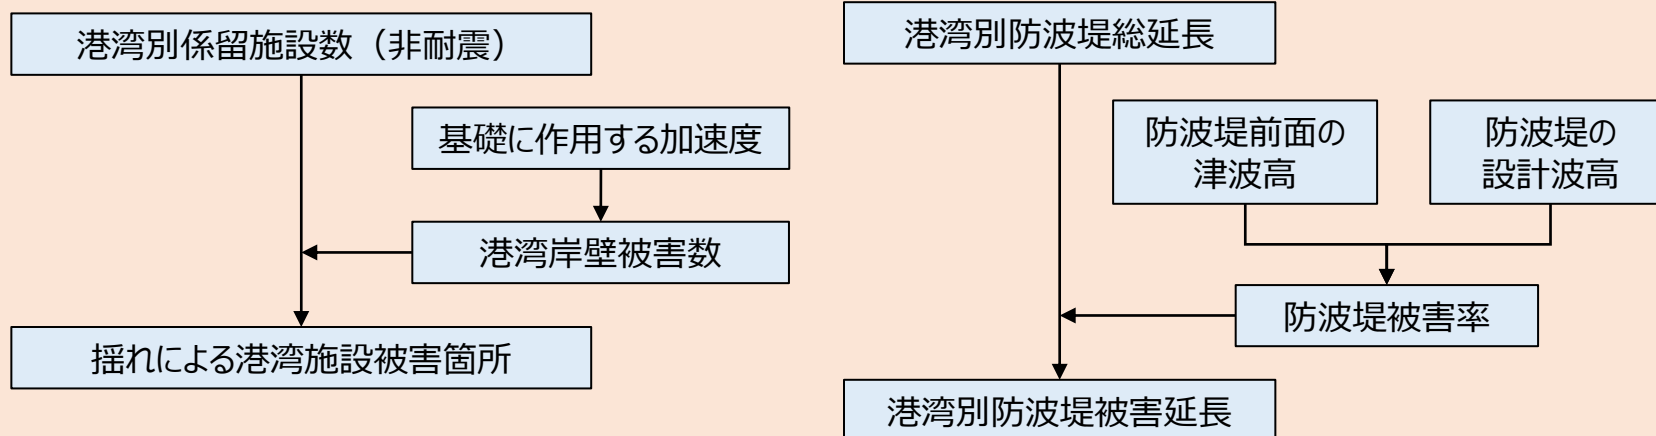 港湾別係留施設数（非耐震）
基礎に作用する加速度
港湾岸壁被害数
揺れによる港湾施設被害箇所
港湾別防波堤総延長
防波堤前面の
津波高
防波堤の
設計波高
防波堤被害率
港湾別防波堤被害延長